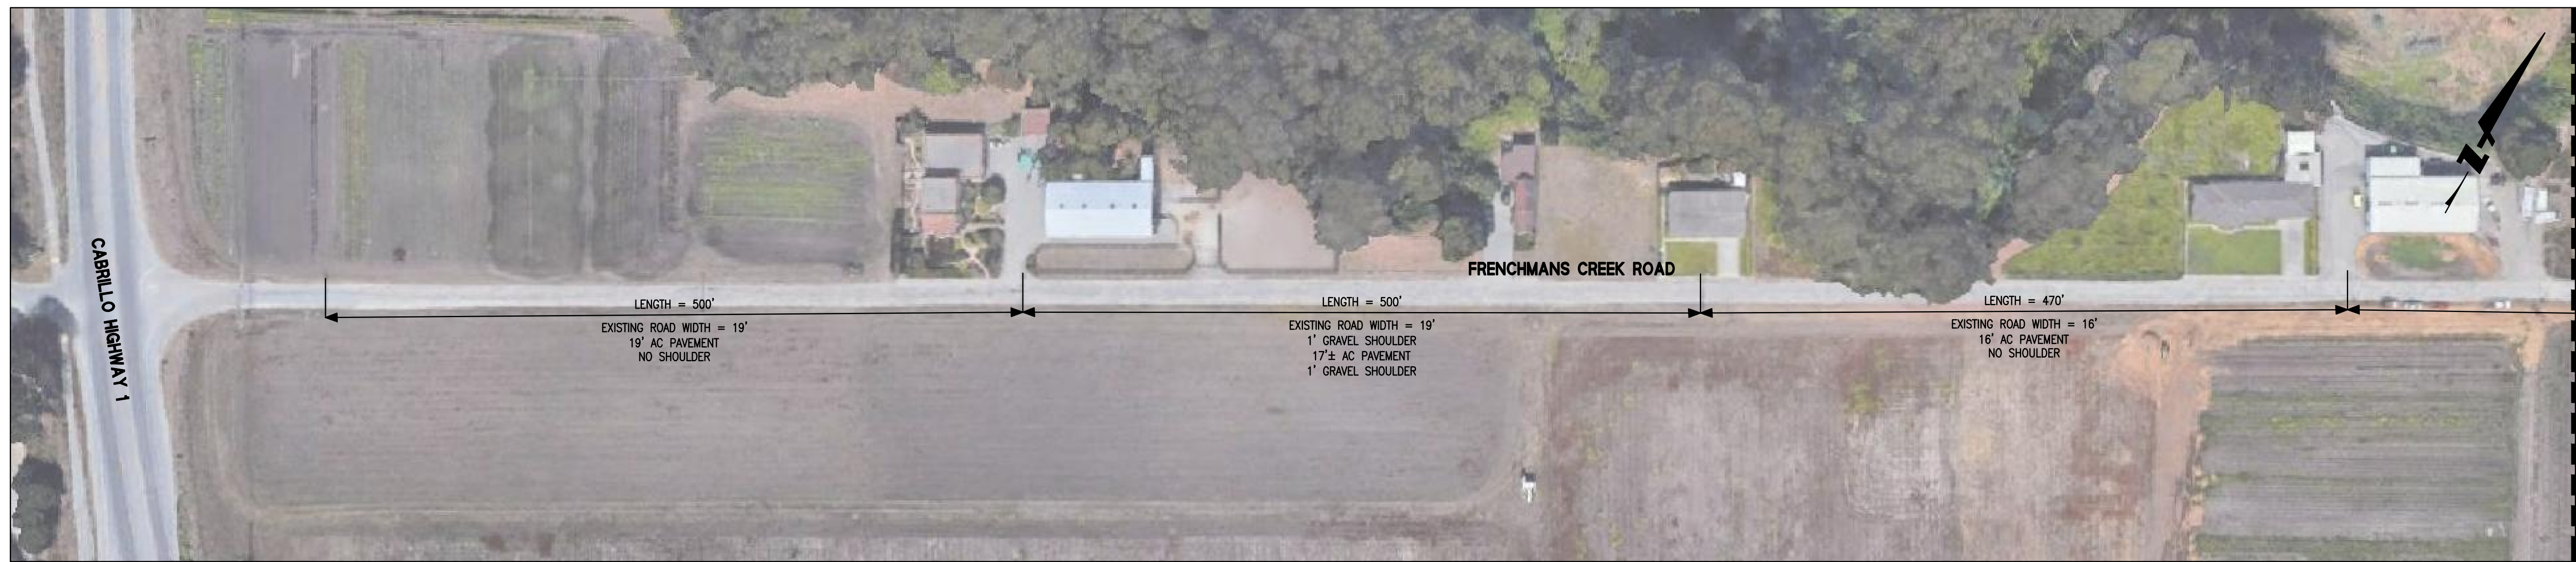 CABRILLO HIGHWAY 1
FRENCHMANS CREEK ROAD
LENGTH = 500'
EXISTING ROAD WIDTH = 19'
19' AC PAVEMENT
NO SHOULDER
LENGTH = 500'
EXISTING ROAD WIDTH = 19'
1' GRAVEL SHOULDER
17'± AC PAVEMENT
1' GRAVEL SHOULDER
LENGTH = 470'
EXISTING ROAD WIDTH = 16'
16' AC PAVEMENT
NO SHOULDER
N